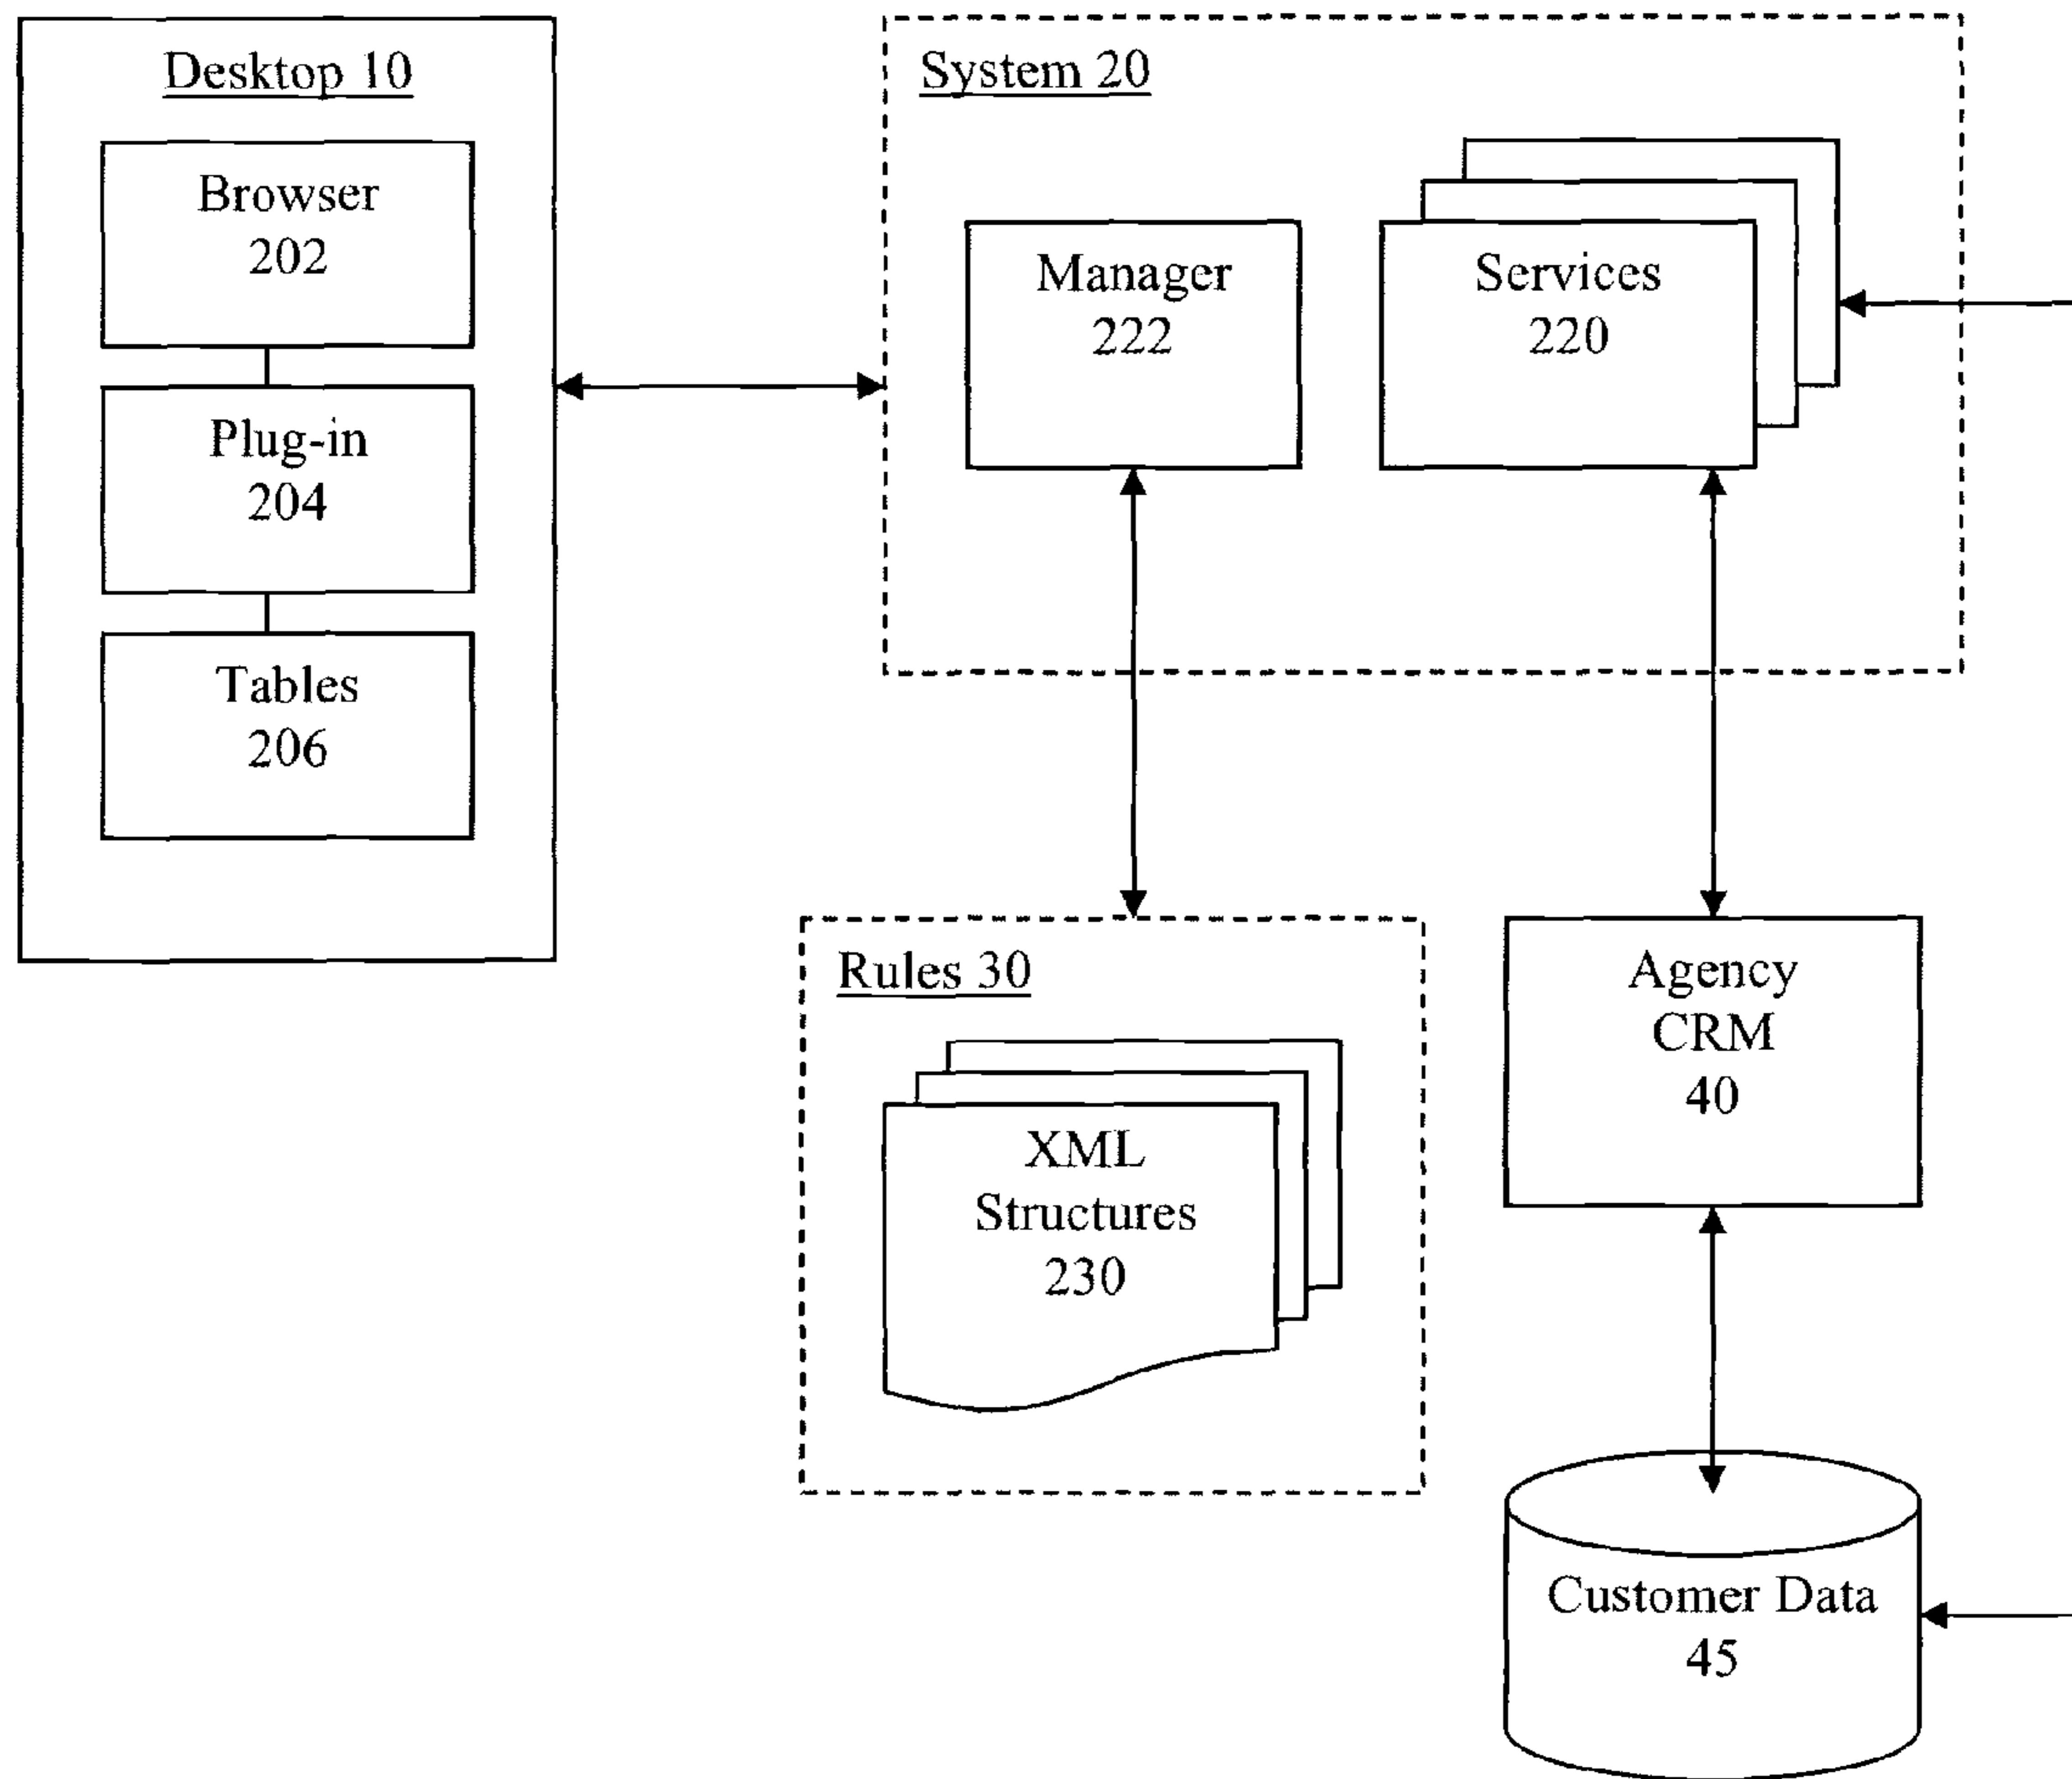 Desktop 10
Browser
202
Plug-in
204
Tables
206
System 20
Manager
222
Services
220
Rules 30
XML
Structures
230
Agency
CRM
40
Customer Data
45